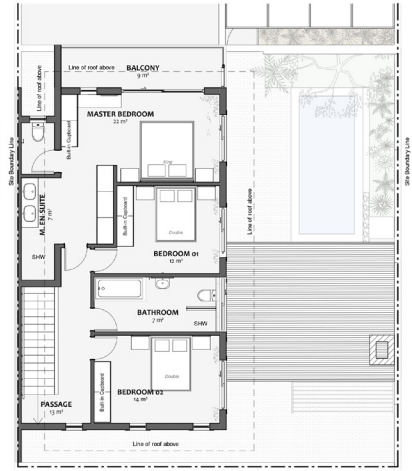 Line of roof above
BALCONY
9 m²
Line of roof above
MASTER BEDROOM
22 m²
Built-in Cupboard
King
Site Boundary Line
Site Boundary Line
M. EN SUITE
7 m²
SHW
Built-in Cupboard
Double
BEDROOM 01
12 m²
Line of roof above
BATHROOM
7 m²
SHW
Double
Built-in Cupboard
BEDROOM 02
14 m²
PASSAGE
13 m²
Line of roof above